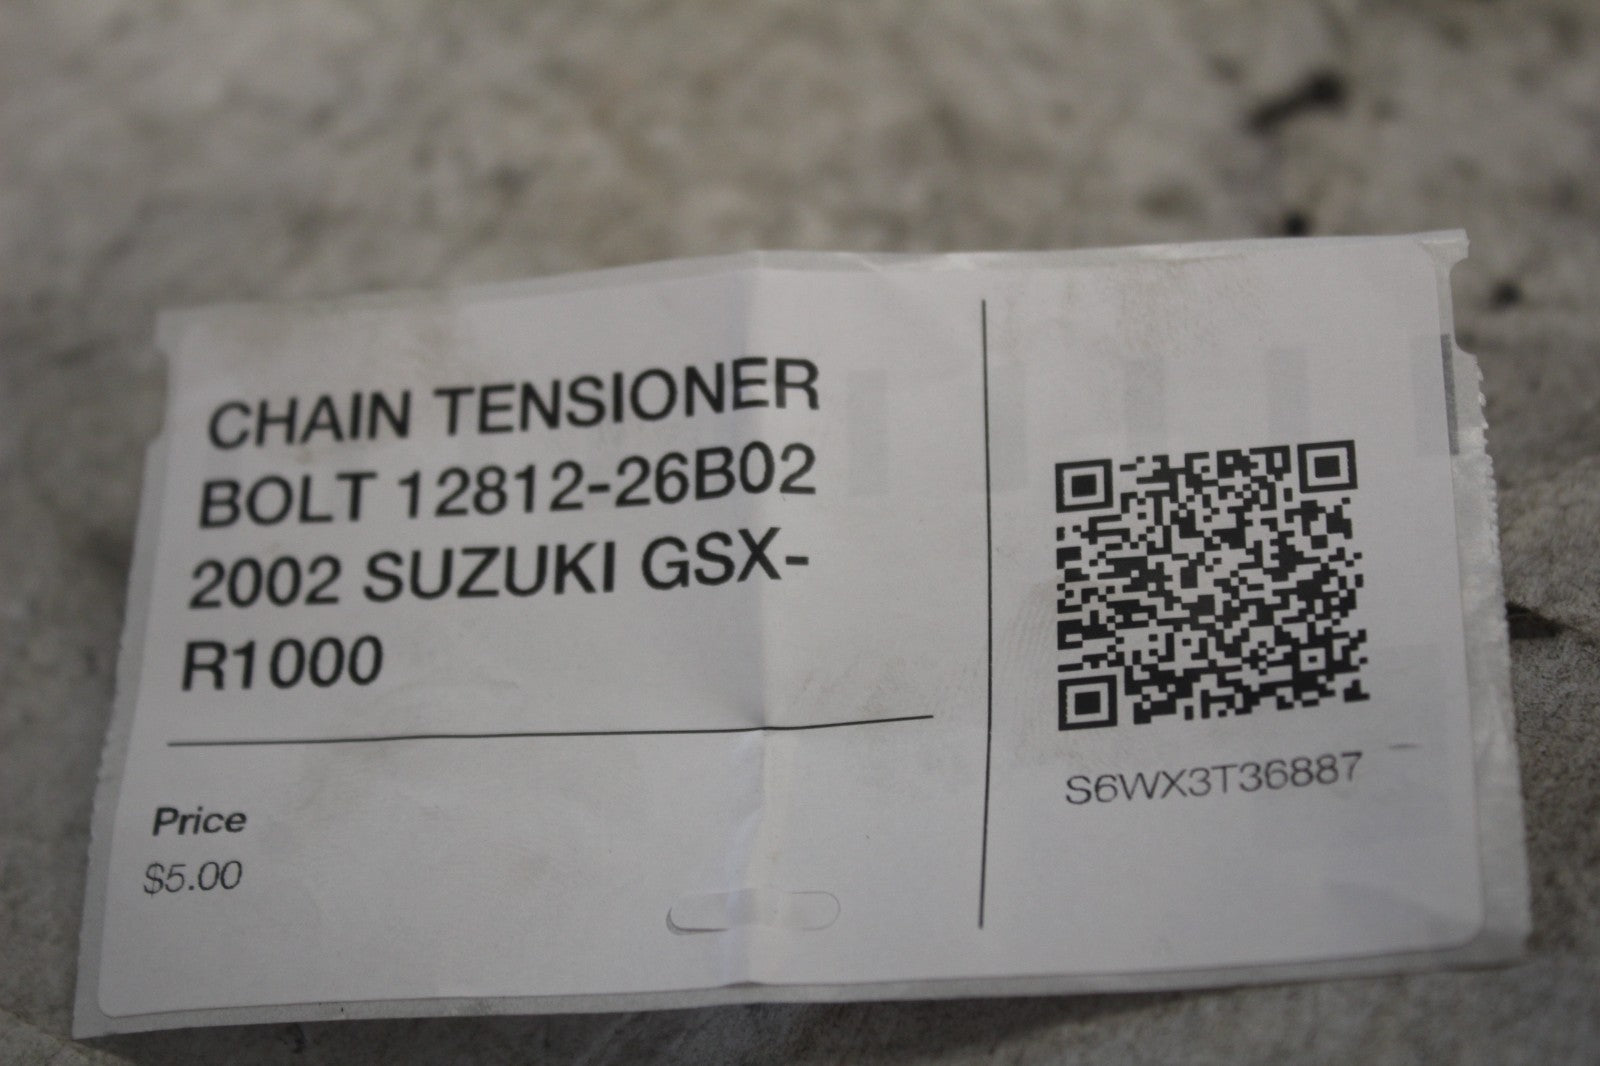 CHAIN TENSIONER
BOLT 12812-26B02
2002 SUZUKI GSX-
R1000
Price
$5.00
S6WX3T36887